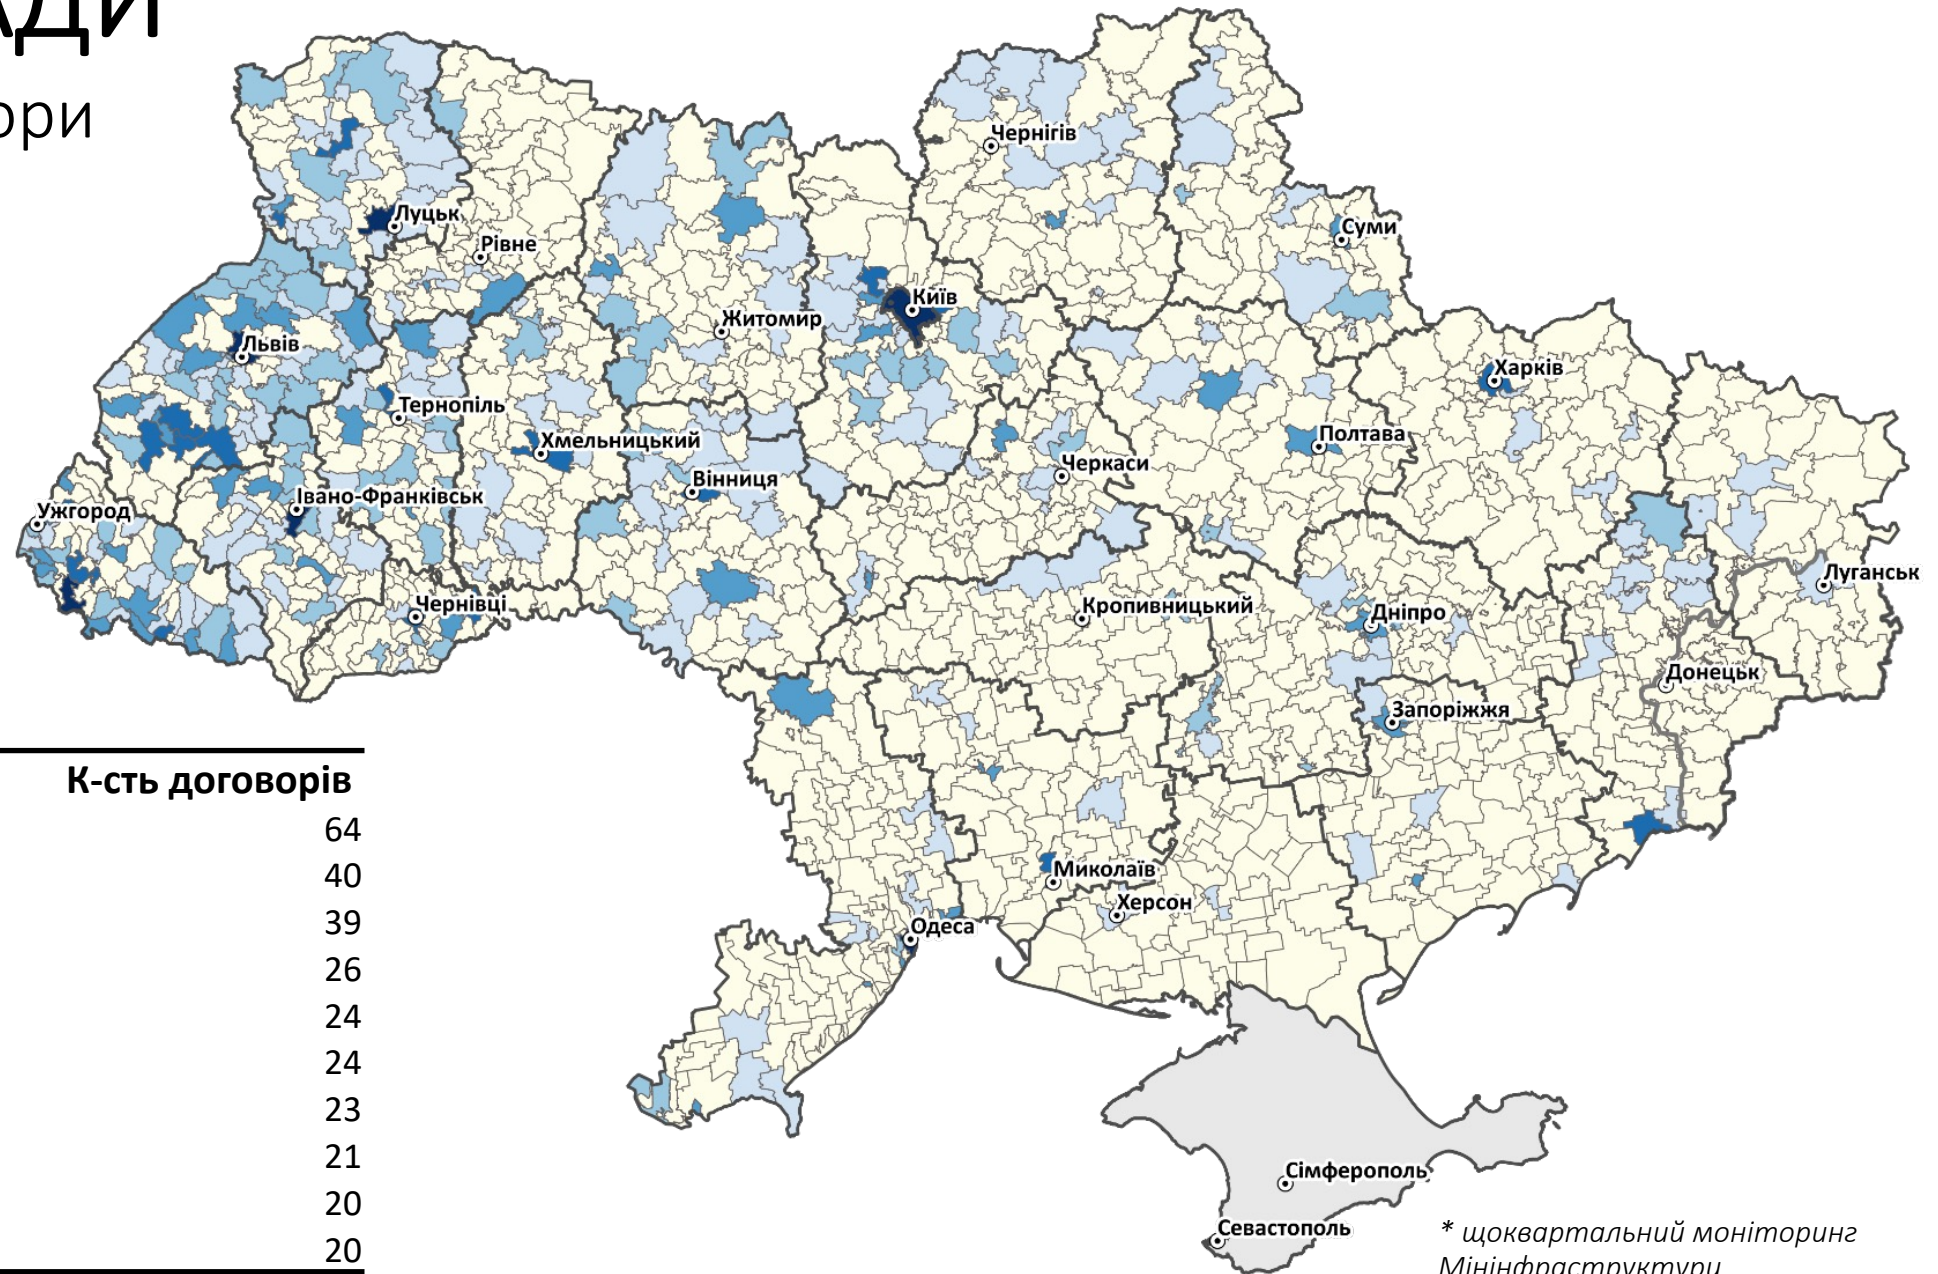 АДИ
ори
Чернігів
Луцьк
Суми
Рівне
Київ
Житомир
Львів
Харків
Тернопіль
Полтава
Хмельницький
Черкаси
Вінниця
Івано-Франківськ
Ужгород
Луганськ
Чернівці
Кропивницький
Дніпро
Донецьк
Запоріжжя
К-сть договорів
64
40
39
26
24
24
23
21
20
20
Миколаїв
Херсон
Одеса
Сімферополь
Севастополь
* щоквартальний моніторинг
Мінінфраструктури